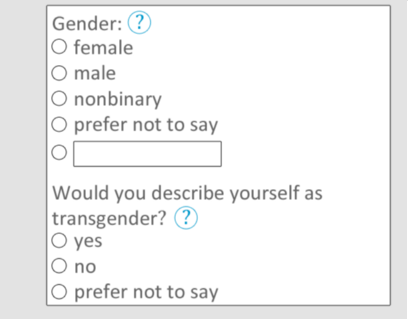 Gender: ?
female
male
nonbinary
prefer not to say
Would you describe yourself as
transgender? ?
yes
no
prefer not to say